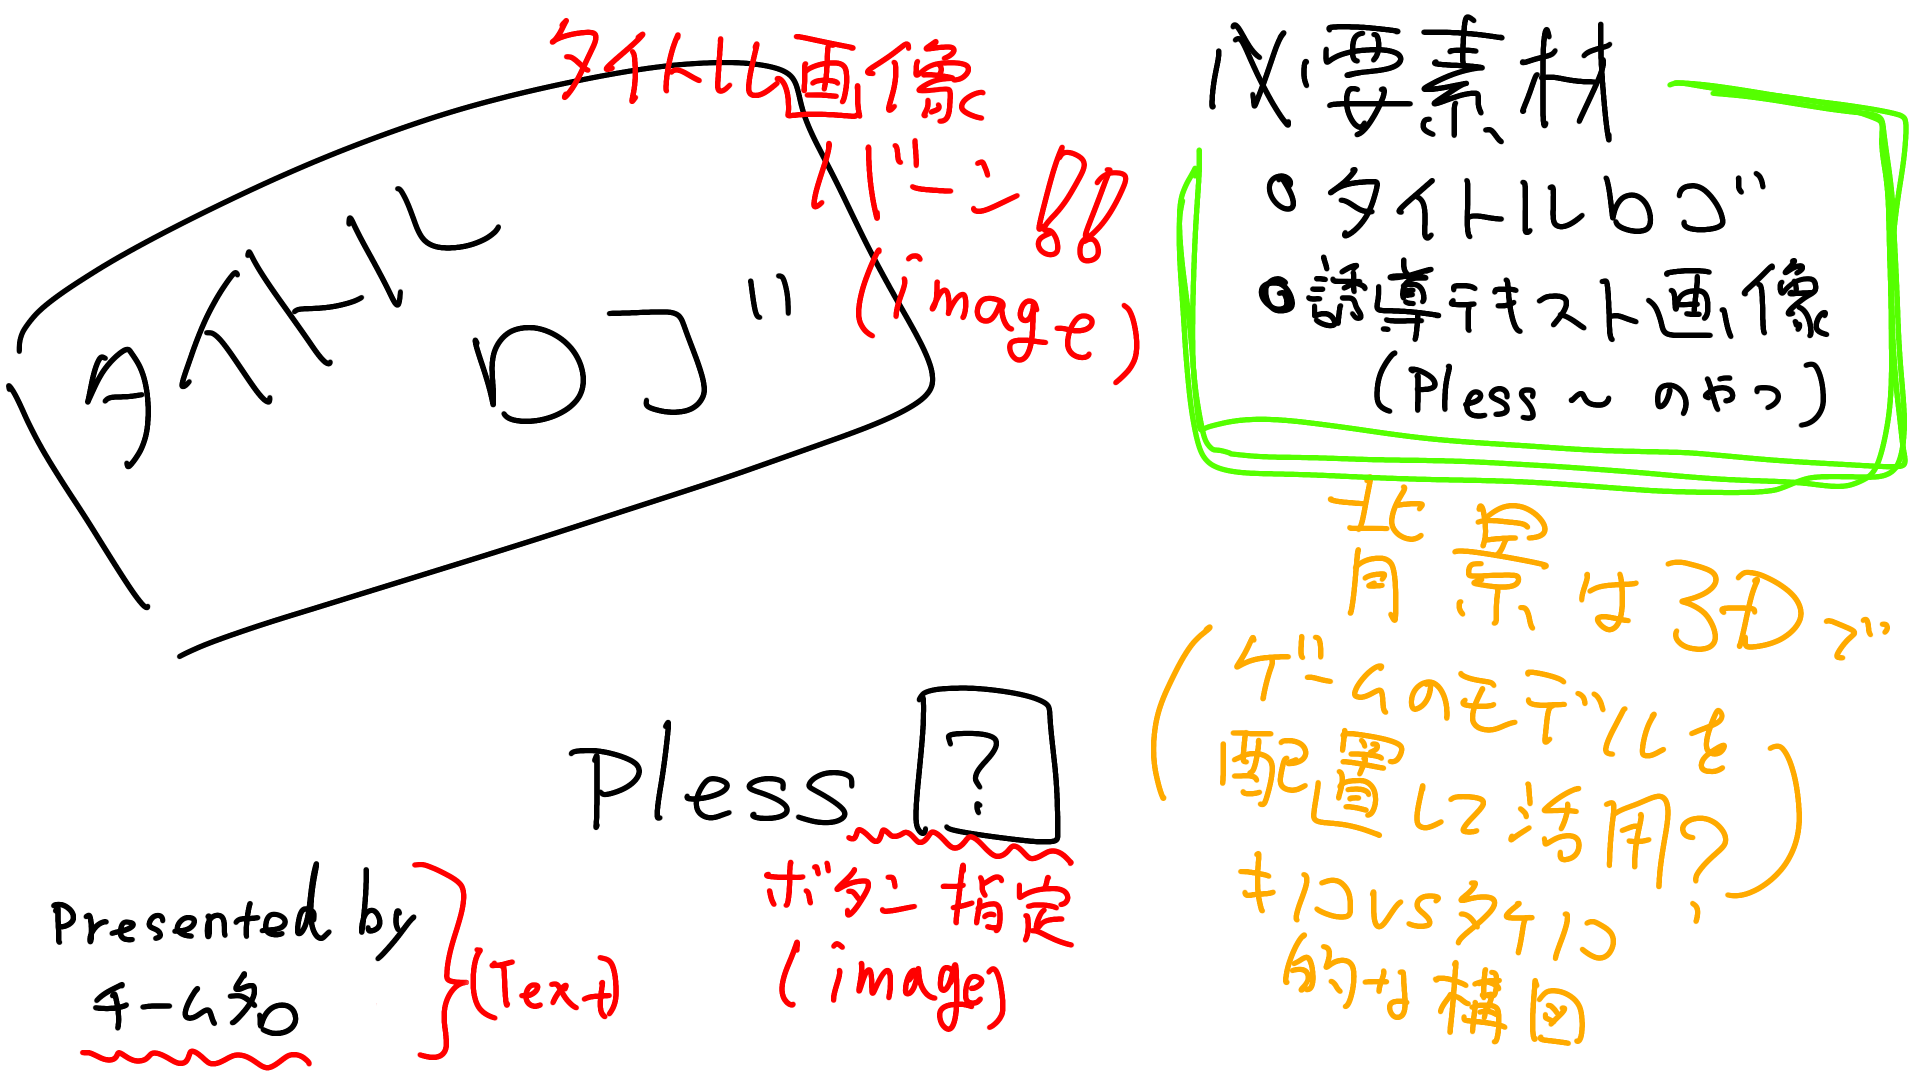 タイトル画像
バーン!!
(image)
タイトル
ロゴ
必要素材
・タイトルロゴ
・誘導テキスト画像
(Pless～のやつ)
背景は3Dで
(ゲームのモデルを
配置して活用?)
キノコvsタケノコ
的な構図
Pless ?
ボタン指定
(image)
Presented by
チーム名
(Text)